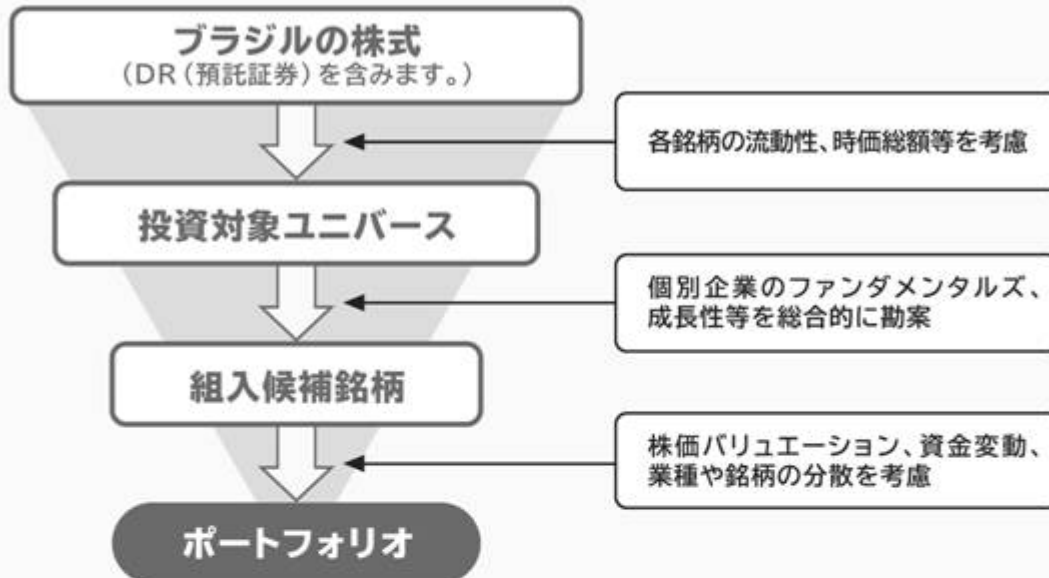 ブラジルの株式
（DR（預託証券）を含みます。）
各銘柄の流動性、時価総額等を考慮
投資対象ユニバース
個別企業のファンダメンタルズ、
成長性等を総合的に勘案
組入候補銘柄
株価バリュエーション、資金変動、
業種や銘柄の分散を考慮
ポートフォリオ